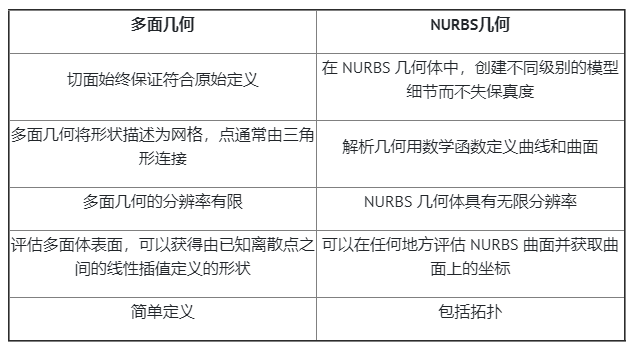 多面几何
NURBS几何
切面始终保证符合原始定义
在 NURBS 几何体中，创建不同级别的模型
细节而不失保真度
多面几何将形状描述为网格，点通常由三角
形连接
解析几何用数学函数定义曲线和曲面
多面几何的分辨率有限
NURBS 几何体具有无限分辨率
评估多面体表面，可以获得由已知离散点之
间的线性插值定义的形状
可以在任何地方评估 NURBS 曲面并获取曲
面上的坐标
简单定义
包括拓扑